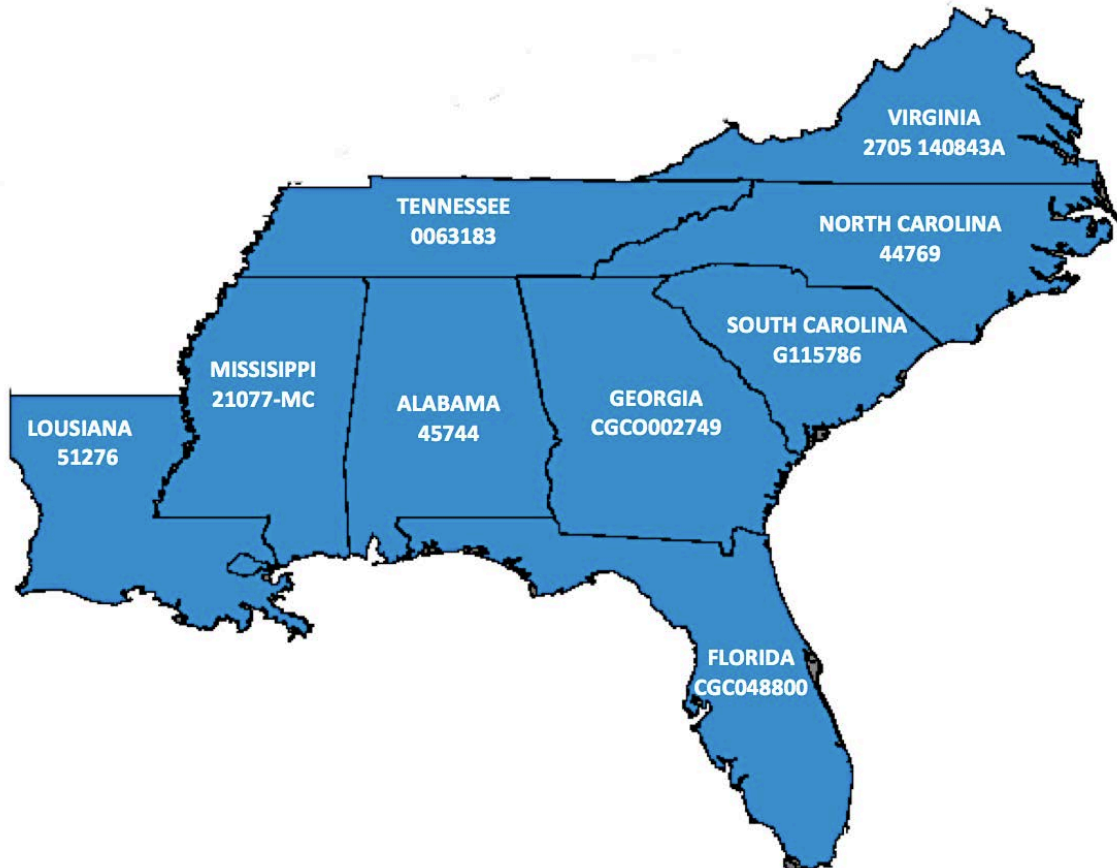 VIRGINIA
2705 140843A
TENNESSEE
0063183
NORTH CAROLINA
44769
SOUTH CAROLINA
G115786
MISSISIPPI
21077-MC
ALABAMA
45744
GEORGIA
CGCO002749
LOUSIANA
51276
FLORIDA
CGC048800